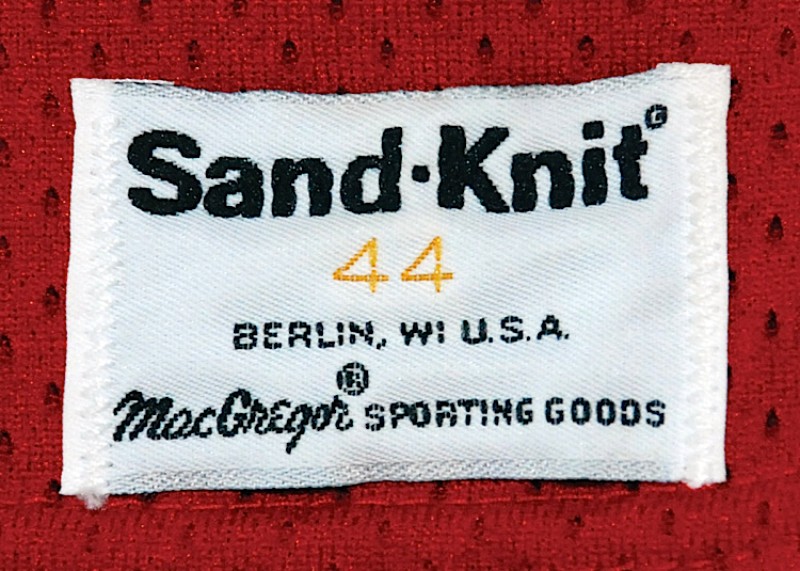 Sand·Knit®
44
BERLIN, WI U.S.A.
MacGregor® SPORTING GOODS